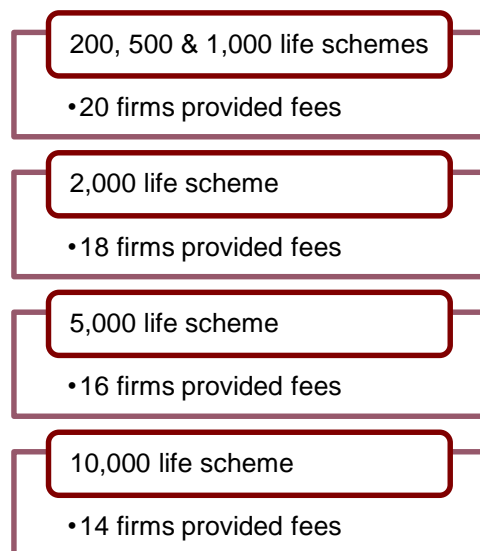 200, 500 & 1,000 life schemes
•20 firms provided fees
2,000 life scheme
•18 firms provided fees
5,000 life scheme
•16 firms provided fees
10,000 life scheme
•14 firms provided fees